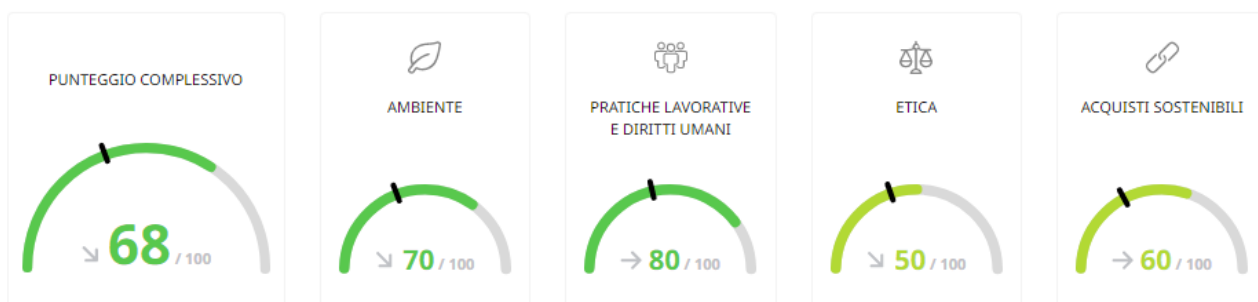 PUNTEGGIO COMPLESSIVO
68 / 100
AMBIENTE
70 / 100
PRATICHE LAVORATIVE
E DIRITTI UMANI
80 / 100
ETICA
50 / 100
ACQUISTI SOSTENIBILI
60 / 100